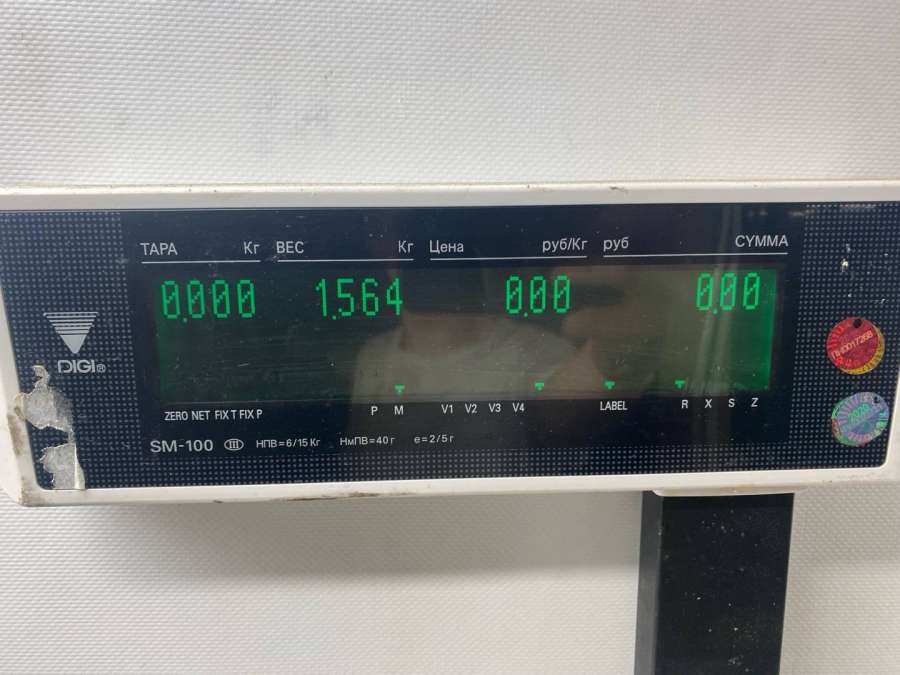 ТАРА Кг ВЕС Кг Цена руб/Кг руб СУММА
0.000 1.564 0.00 0.00
DIGI®
ZERO NET FIX T FIX P P M V1 V2 V3 V4 LABEL R X S Z
SM-100 III НПВ=6/15 Кг НмПВ=40 г e=2/5 г